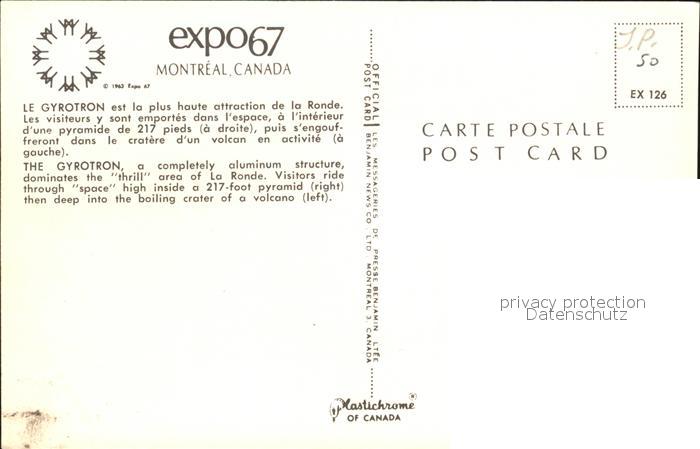 expo67
MONTRÉAL, CANADA
© 1963 Expo 67
LE GYROTRON est la plus haute attraction de la Ronde.
Les visiteurs y sont emportés dans l'espace, à l'intérieur
d'une pyramide de 217 pieds (à droite), puis s'engouf-
freront dans le cratère d'un volcan en activité (à
gauche).
THE GYROTRON, a completely aluminum structure,
dominates the "thrill" area of La Ronde. Visitors ride
through "space" high inside a 217-foot pyramid (right)
then deep into the boiling crater of a volcano (left).
OFFICIAL
POST CARD
LES MESSAGERIES DE PRESSE BENJAMIN LTÉE
BENJAMIN NEWS CO. LTD. MONTREAL 3, CANADA
Plastichrome®
OF CANADA
J.P.
50
EX 126
CARTE POSTALE
POST CARD
privacy protection
Datenschutz